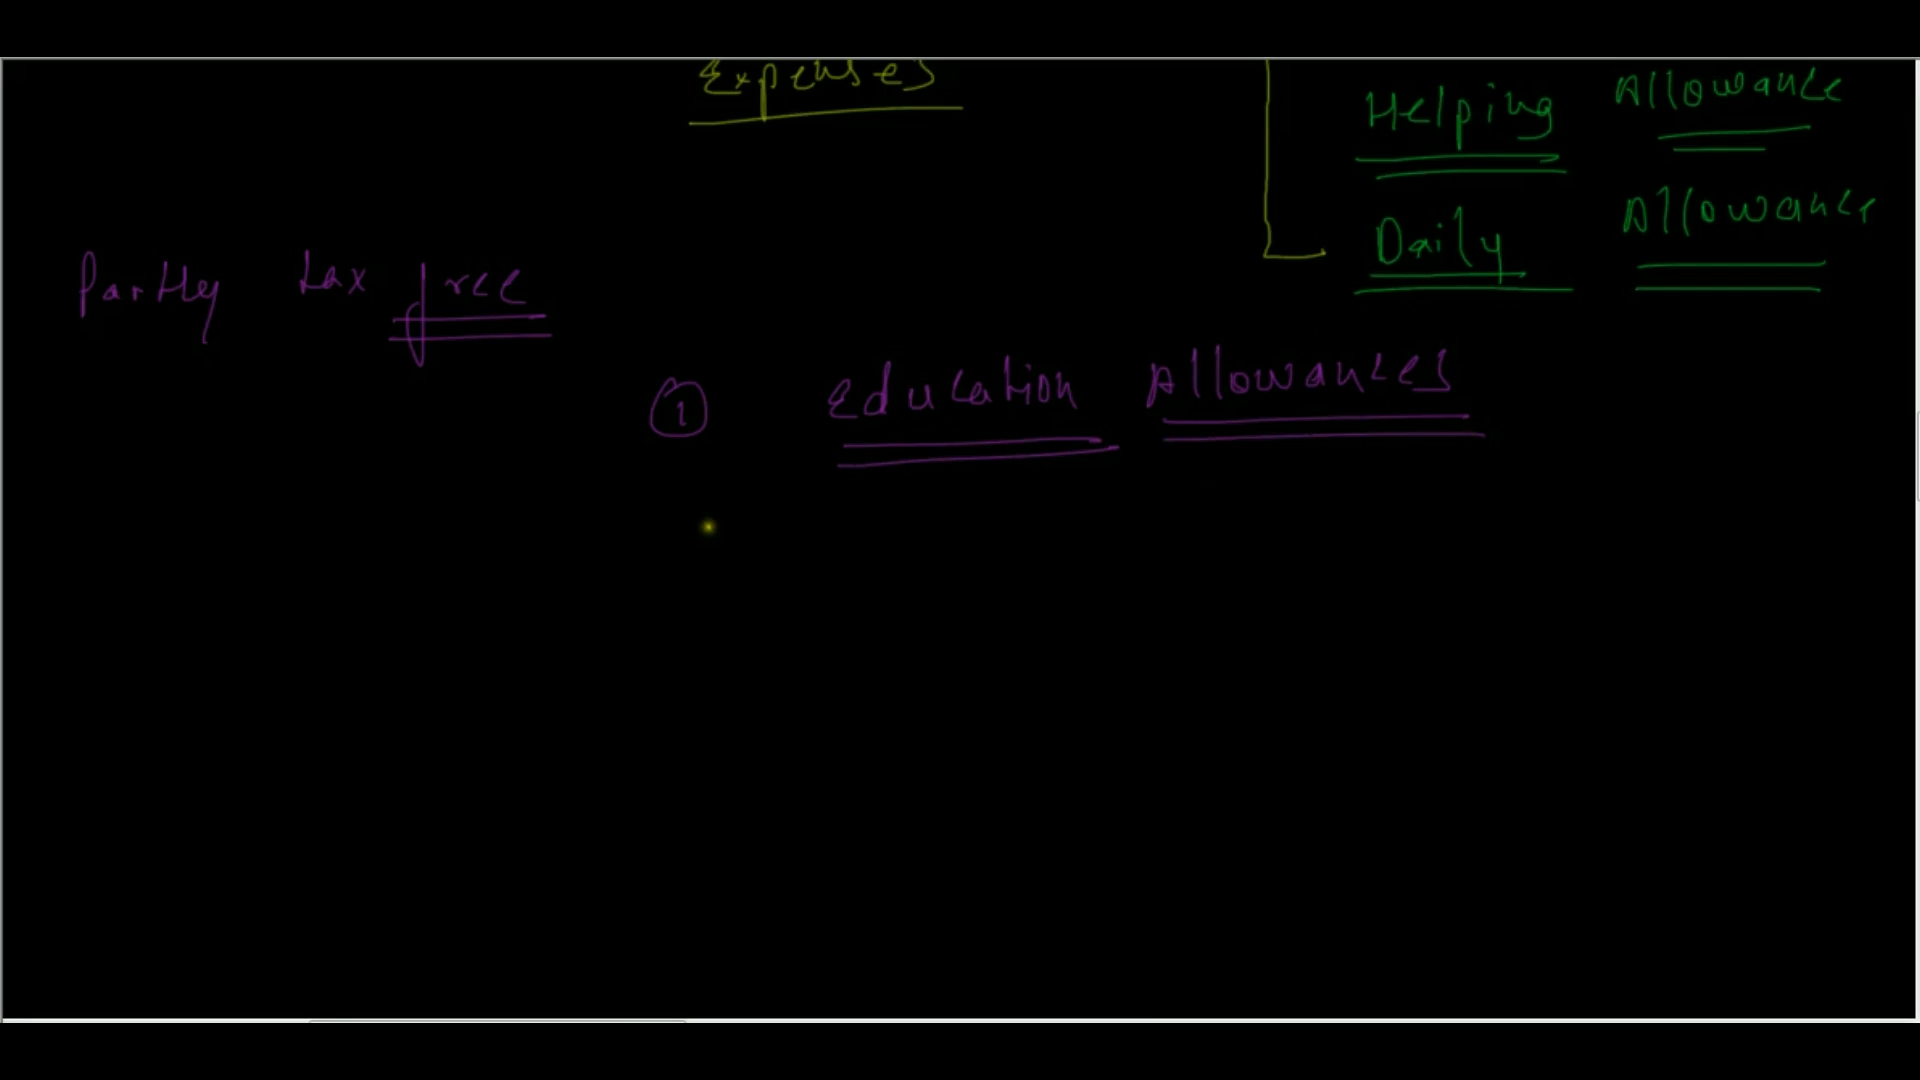 Expenses
Helping Allowance
Daily Allowance
Partly tax free
1 Education Allowances